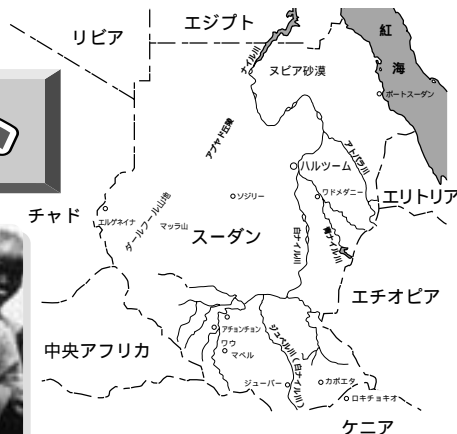 リビア
エジプト
紅海
ナイル川
ヌビア砂漠
ポートスーダン
アブヤド丘陵
アトバラ川
ハルツーム
ワドメダニー
エリトリア
チャド
エルゲネイナ
ダールフール山地
マッラ山
ソジリー
スーダン
白ナイル川
青ナイル川
エチオピア
中央アフリカ
アチョンチョン
ワウ
マペル
ジュベル川(白ナイル川)
ジューバー
カポエタ
ロキチョキオ
ケニア